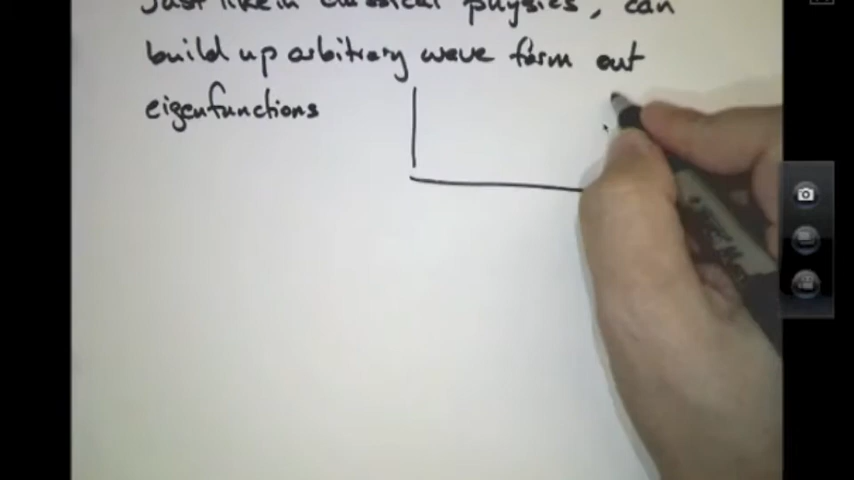 Just like in classical physics, can
build up arbitrary wave form out
eigenfunctions